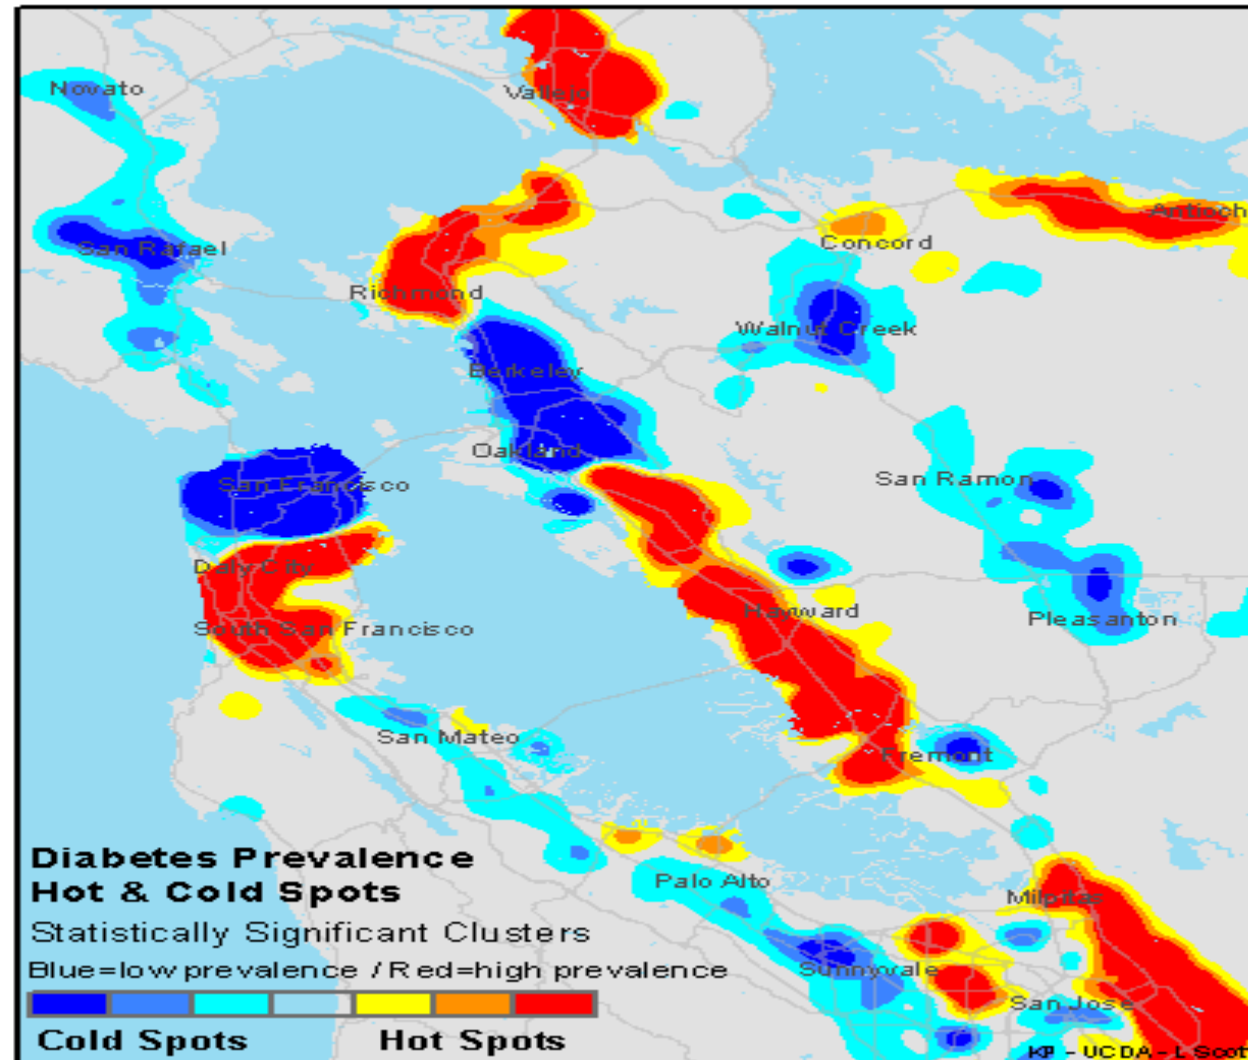 Novato
Vallejo
Antioch
San Rafael
Concord
Richmond
Walnut Creek
Berkeley
Oakland
San Francisco
San Ramon
Daly City
Hayward
Pleasanton
South San Francisco
San Mateo
Fremont
Palo Alto
Milpitas
Sunnyvale
San Jose
Diabetes Prevalence
Hot & Cold Spots
Statistically Significant Clusters
Blue=low prevalence / Red=high prevalence
Cold Spots Hot Spots
KP - UCDA - L Scott